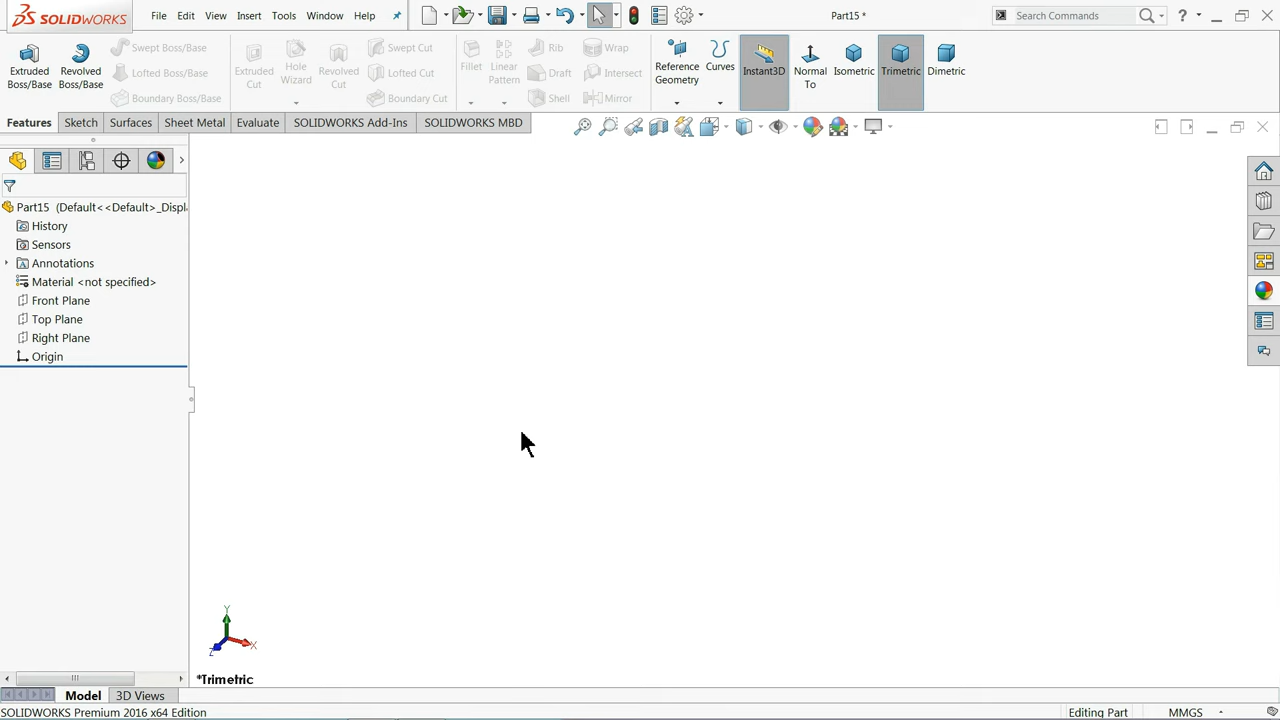 SOLIDWORKS File Edit View Insert Tools Window Help Part15 * Search Commands ?
Extruded Boss/Base
Revolved Boss/Base
Swept Boss/Base
Lofted Boss/Base
Boundary Boss/Base
Extruded Cut
Hole Wizard
Revolved Cut
Swept Cut
Lofted Cut
Boundary Cut
Fillet
Linear Pattern
Rib
Draft
Shell
Wrap
Intersect
Mirror
Reference Geometry
Curves
Instant3D
Normal To
Isometric
Trimetric
Dimetric
Features Sketch Surfaces Sheet Metal Evaluate SOLIDWORKS Add-Ins SOLIDWORKS MBD
Part15 (Default<<Default>_Displ
History
Sensors
Annotations
Material <not specified>
Front Plane
Top Plane
Right Plane
Origin
Y
X
Z
*Trimetric
Model 3D Views
SOLIDWORKS Premium 2016 x64 Edition Editing Part MMGS